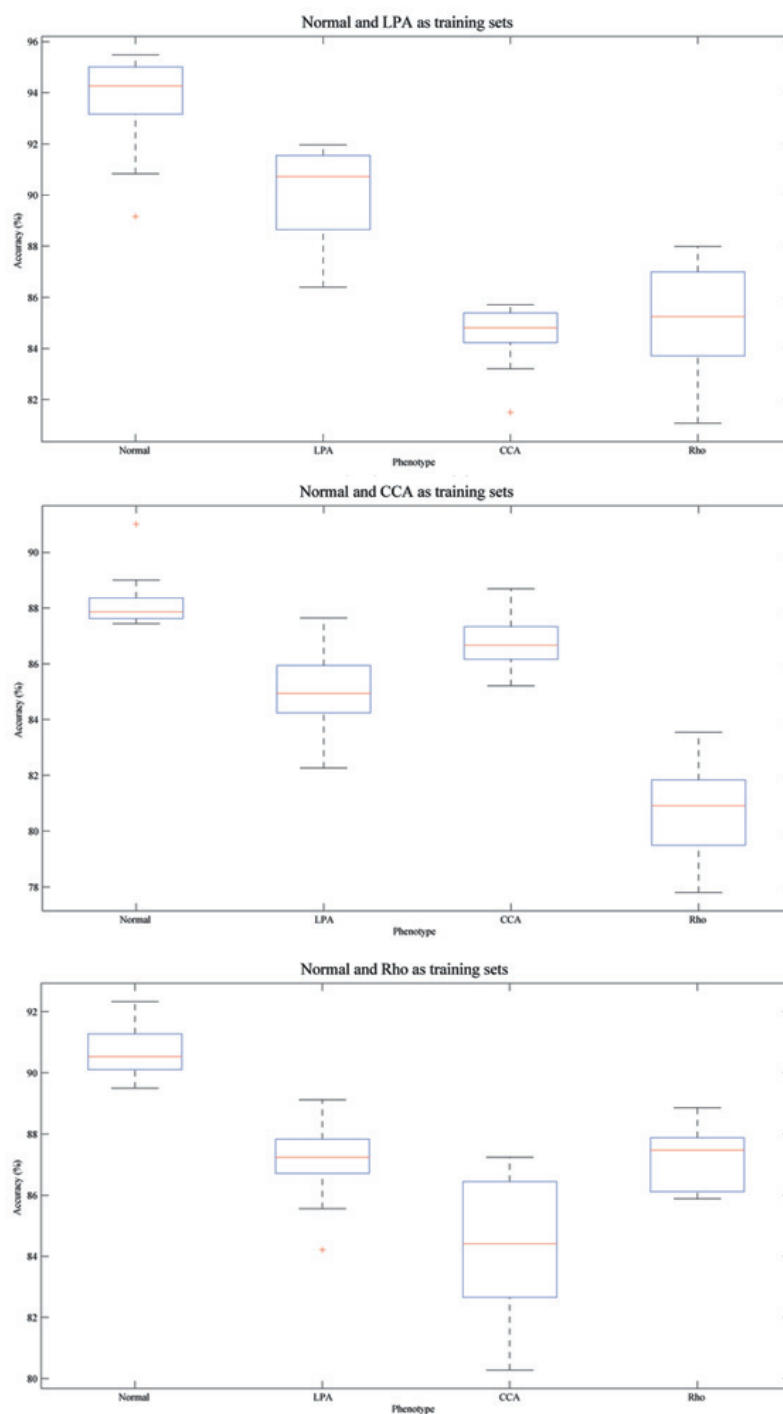 Normal and LPA as training sets
96
94
92
90
88
86
84
82
Accuracy (%)
Normal LPA CCA Rho
Phenotype
Normal and CCA as training sets
90
88
86
84
82
80
78
Accuracy (%)
Normal LPA CCA Rho
Phenotype
Normal and Rho as training sets
92
90
88
86
84
82
80
Accuracy (%)
Normal LPA CCA Rho
Phenotype